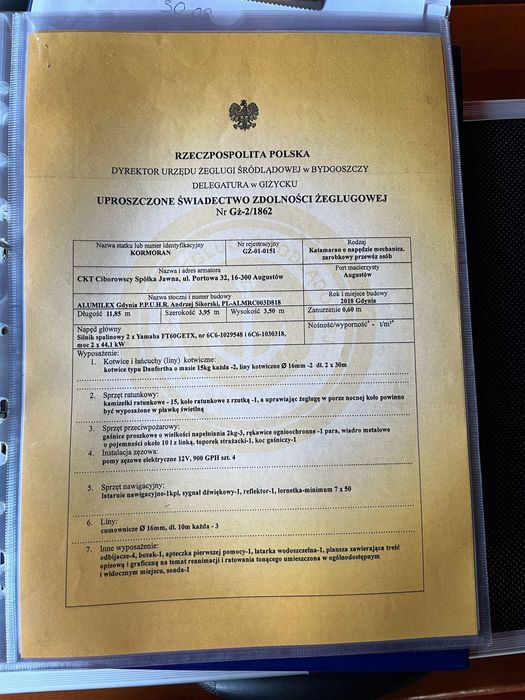 30.09
RZECZPOSPOLITA POLSKA
DYREKTOR URZĘDU ŻEGLUGI ŚRÓDLĄDOWEJ w BYDGOSZCZY
DELEGATURA w GIŻYCKU
UPROSZCZONE ŚWIADECTWO ZDOLNOŚCI ŻEGLUGOWEJ
Nr Gż-2/1862
Nazwa statku lub numer identyfikacyjny
KORMORAN
Nr rejestracyjny
GŻ-01-0151
Rodzaj
Katamaran o napędzie mechanicz.
zarobkowy przewóz osób
Nazwa i adres armatora
CKT Ciborowscy Spółka Jawna, ul. Portowa 32, 16-300 Augustów
Port macierzysty
Augustów
Nazwa stoczni i numer budowy
ALUMILEX Gdynia P.P.U.H.R. Andrzej Sikorski, PL-ALMRC003D818
Rok i miejsce budowy
2018 Gdynia
Długość 11,85 m
Szerokość 3,95 m
Wysokość 3,50 m
Zanurzenie 0,60 m
Napęd główny
Silnik spalinowy 2 x Yamaha FT60GETX, nr 6C6-1029548 i 6C6-1030318,
moc 2 x 44,1 kW
Nośność/wyporność* - t/m³*
Wyposażenie:
1. Kotwice i łańcuchy (liny) kotwiczne:
kotwice typu Danfortha o masie 15kg każda -2, liny kotwiczne Ø 16mm -2 dł. 2 x 30m
2. Sprzęt ratunkowy:
kamizelki ratunkowe - 15, koło ratunkowe z rzutką -1, a uprawiając żeglugę w porze nocnej koło powinno
być wyposażone w pławkę świetlną
3. Sprzęt przeciwpożarowy:
gaśnice proszkowe o wielkości napełniania 2kg-3, rękawice ognioochronne -1 para, wiadro metalowe
o pojemności około 10 l z linką, toporek strażacki-1, koc gaśniczy-1
4. Instalacja zęzowa:
pomy zęzowe elektryczne 12V, 900 GPH szt. 4
5. Sprzęt nawigacyjny:
latarnie nawigacyjne-1kpl, sygnał dźwiękowy-1, reflektor-1, lornetka-minimum 7 x 50
6. Liny:
cumownicze Ø 16mm, dł. 10m każda - 3
7. Inne wyposażenie:
odbijacze-4, bosak-1, apteczka pierwszej pomocy-1, latarka wodoszczelna-1, plansza zawierająca treść
opisową i graficzną na temat reanimacji i ratowania tonącego umieszczona w ogólnodostępnym
i widocznym miejscu, sonda-1